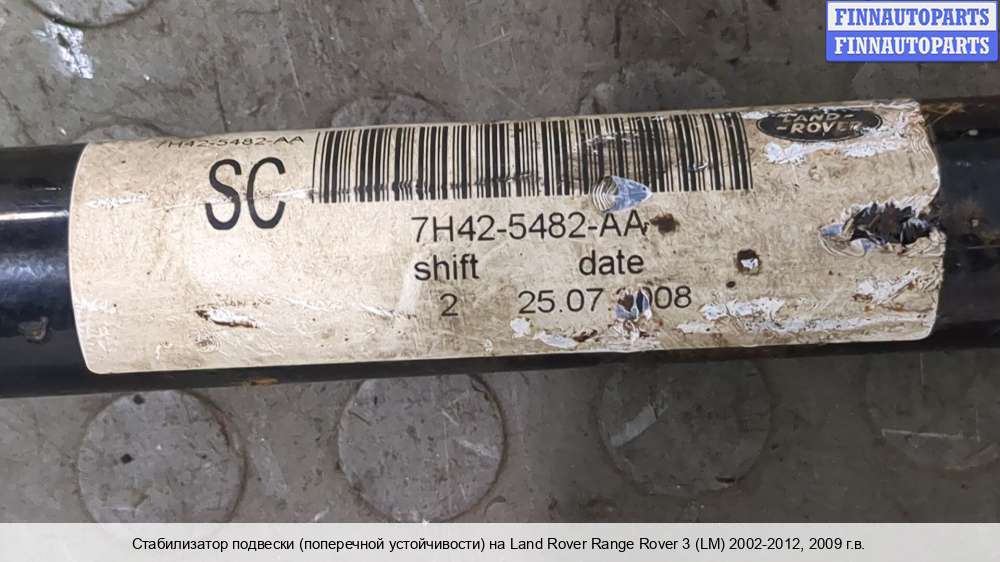 FINNAUTOPARTS
FINNAUTOPARTS
7H42-5482-AA
LAND-
-ROVER
SC
7H42-5482-AA
shift date
2 25.07 008
Стабилизатор подвески (поперечной устойчивости) на Land Rover Range Rover 3 (LM) 2002-2012, 2009 г.в.